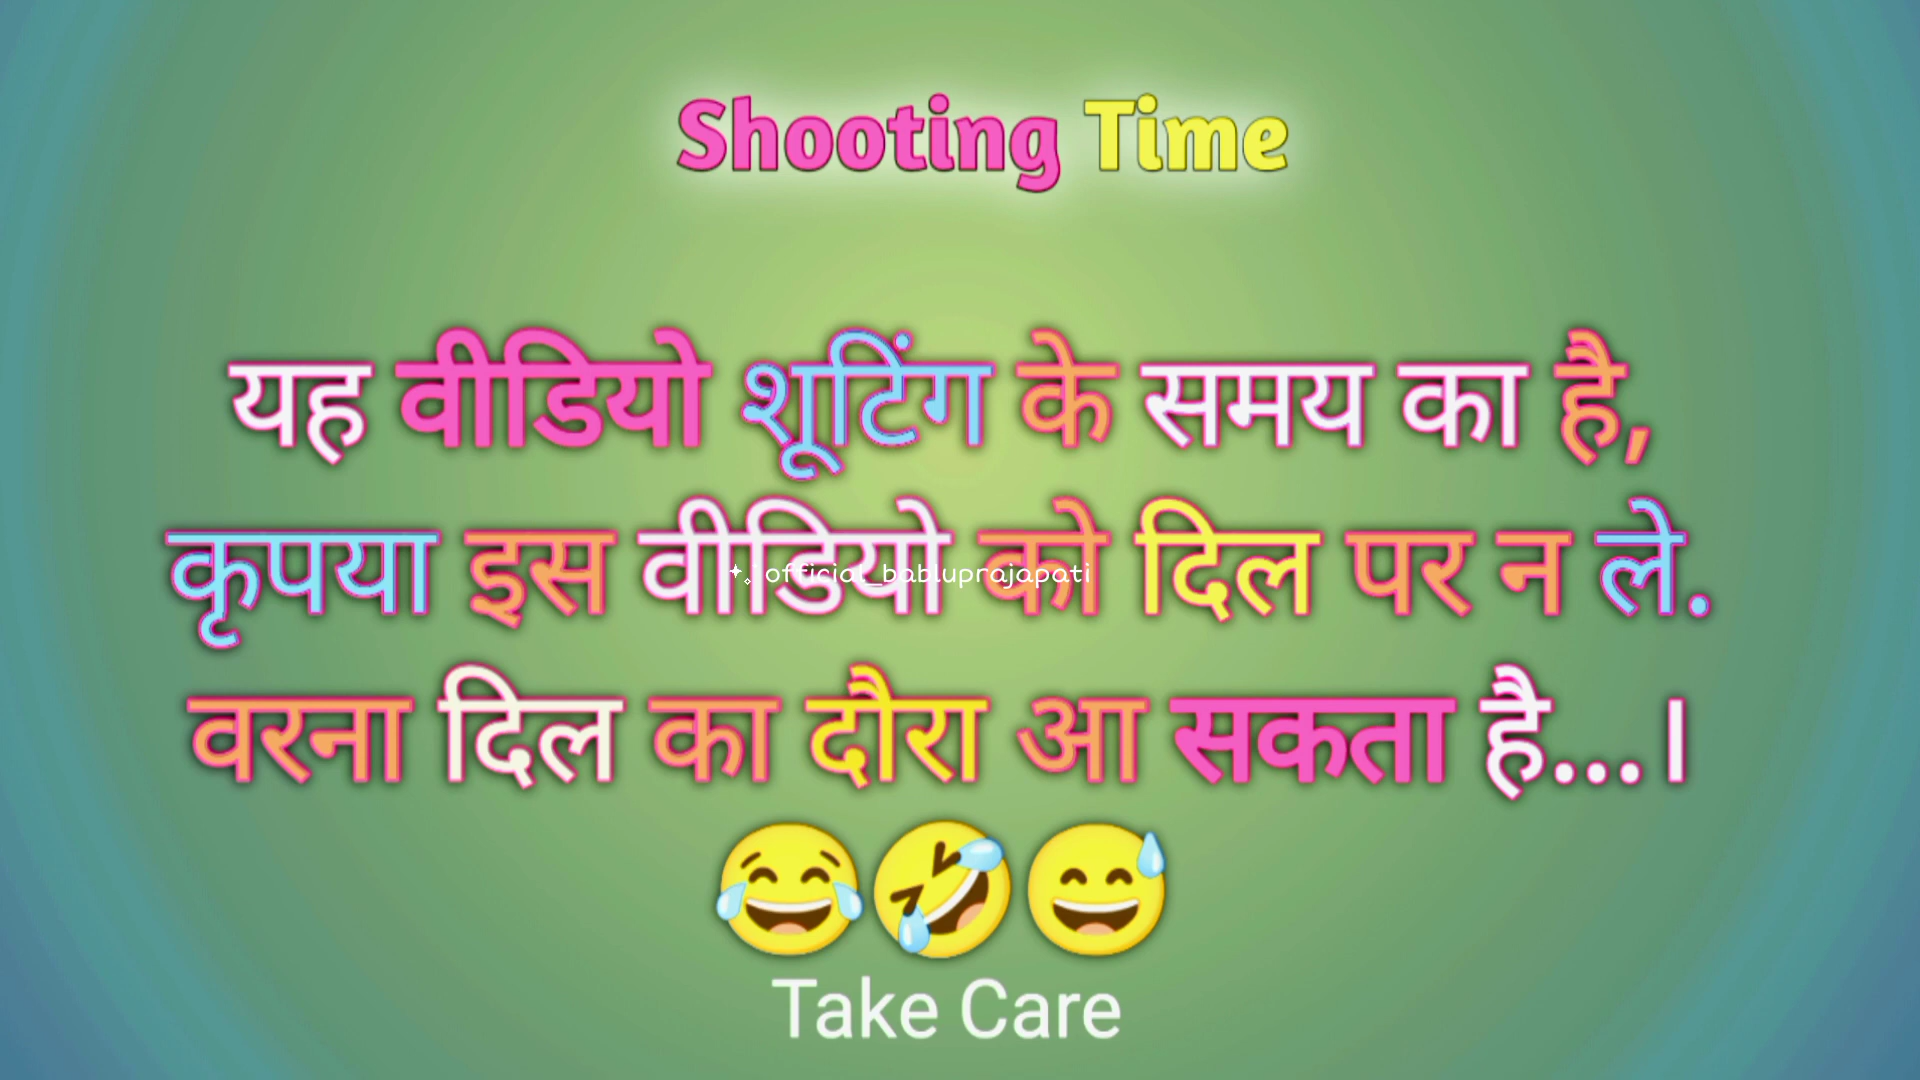 Shooting Time
यह वीडियो शूटिंग के समय का है,
कृपया इस वीडियो को दिल पर न ले.
official_babluprajapati
वरना दिल का दौरा आ सकता है...।
😂🤣😅
Take Care